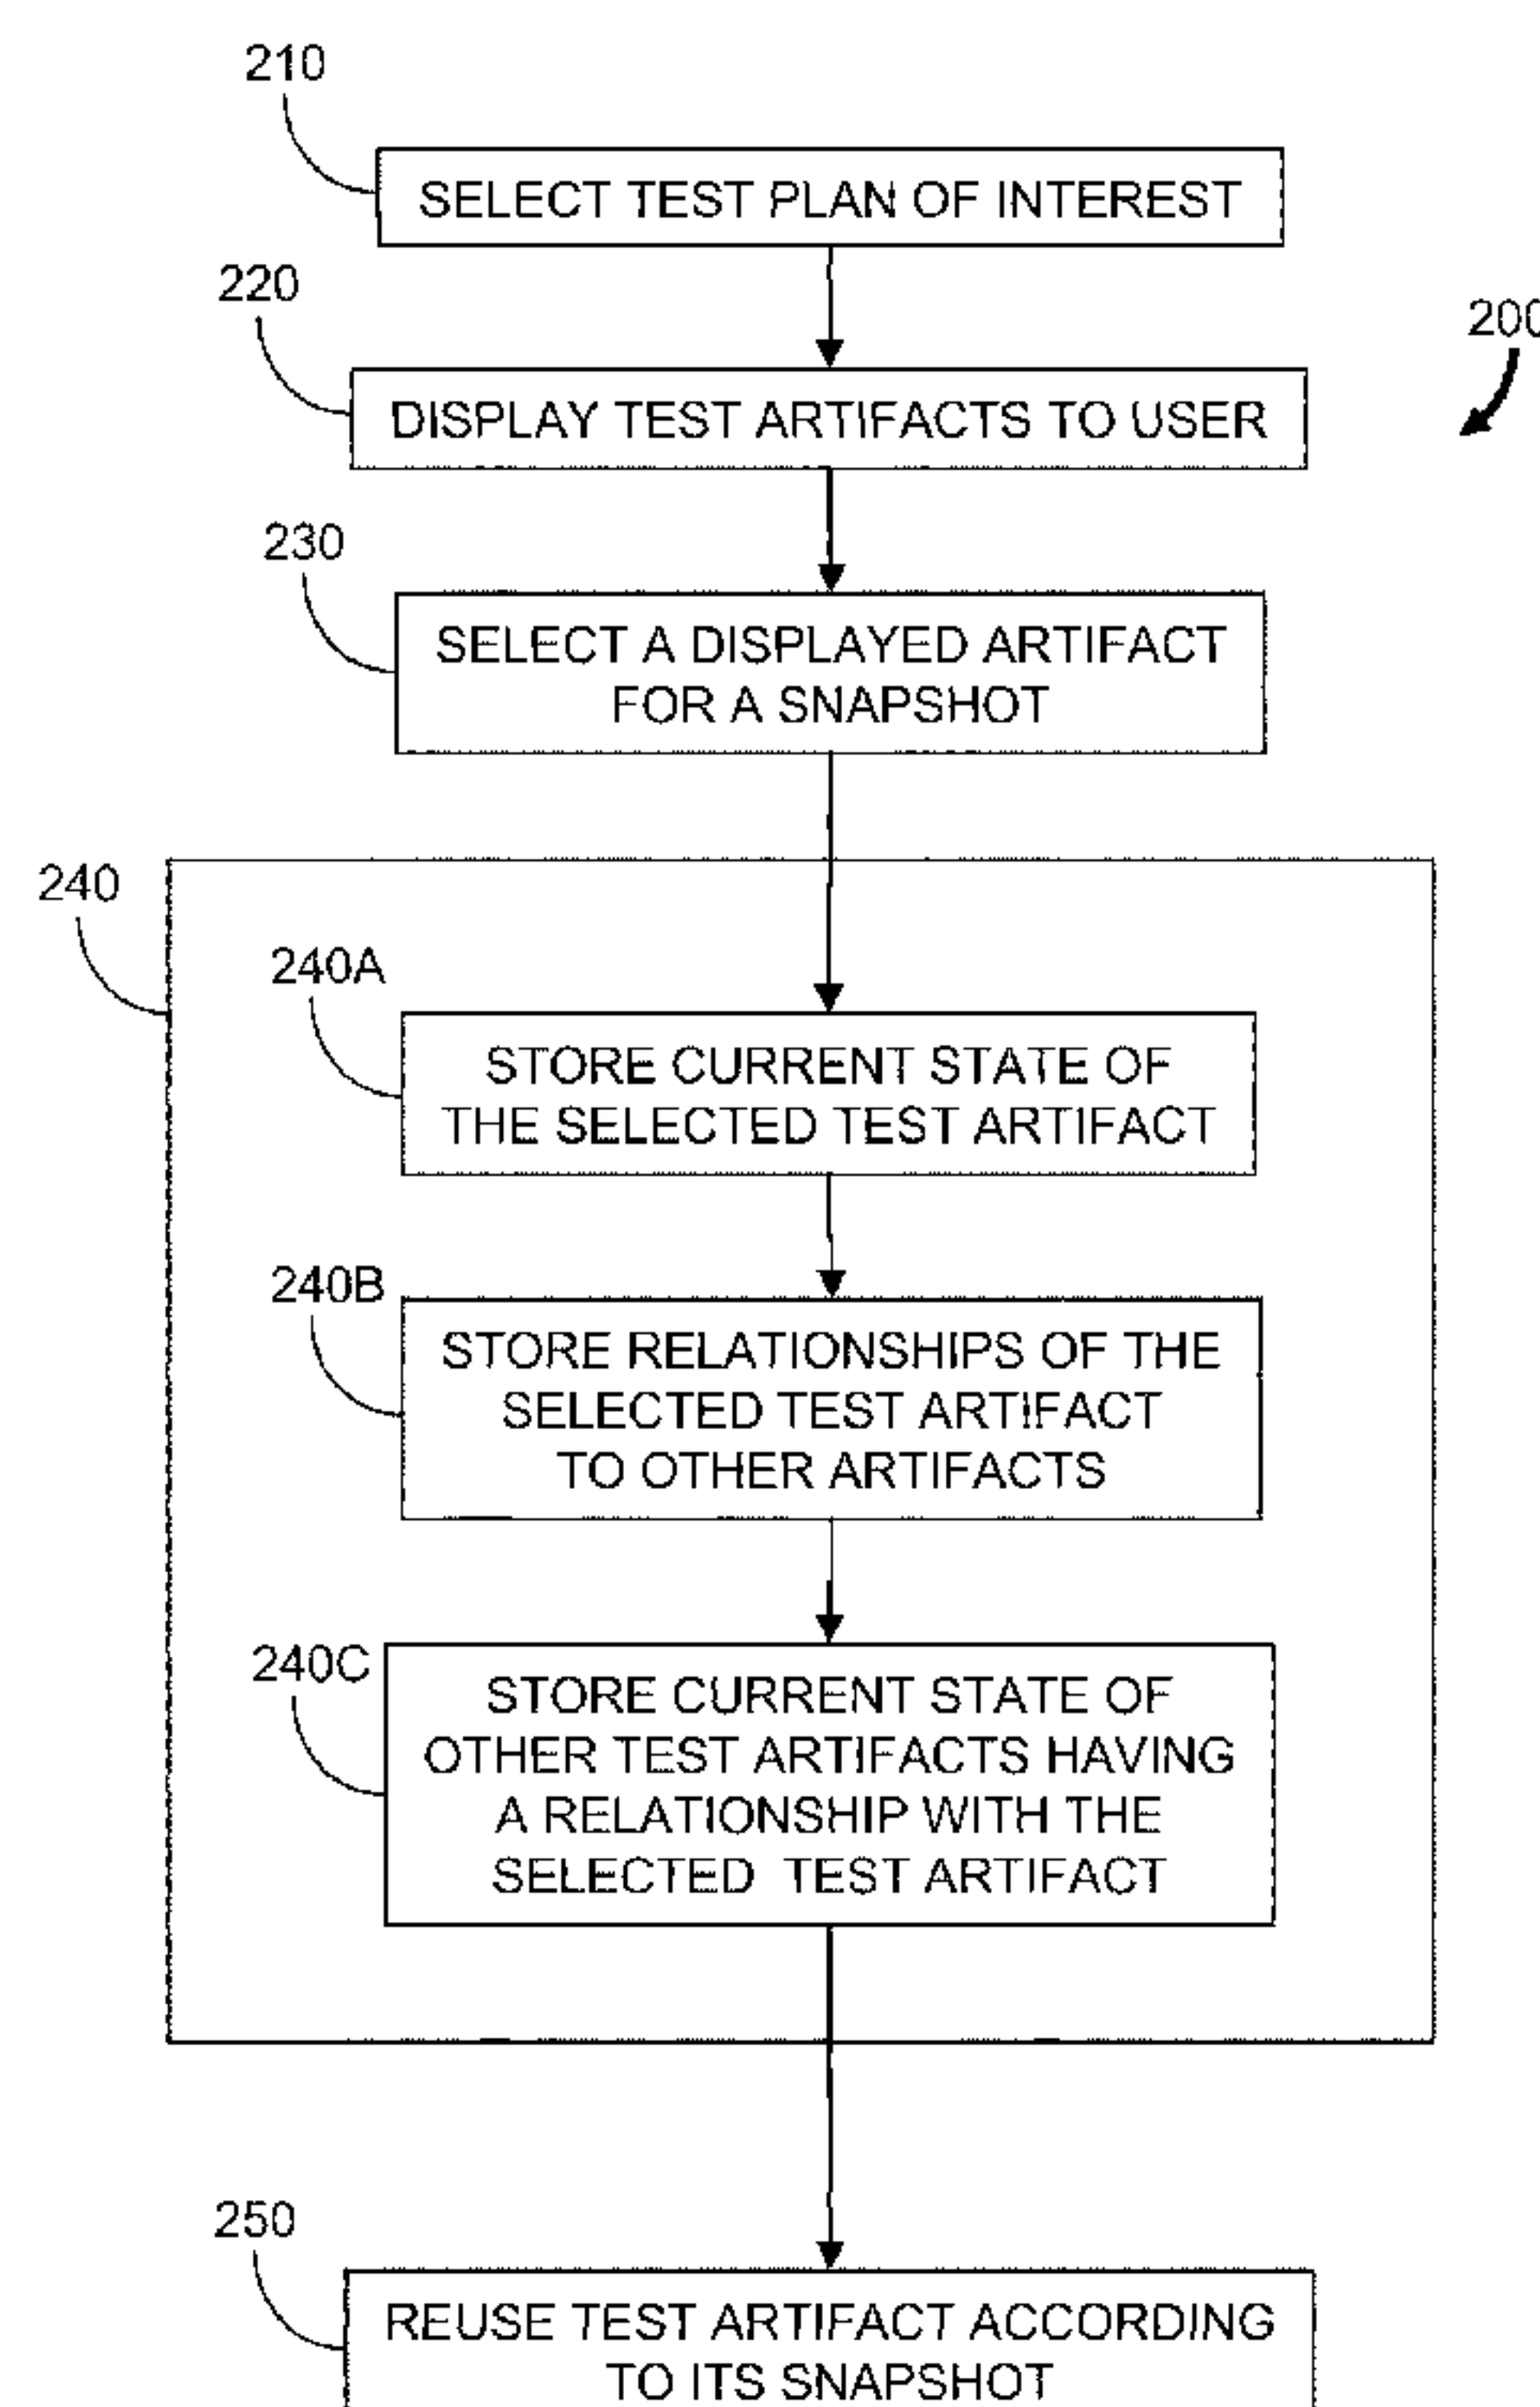 210
SELECT TEST PLAN OF INTEREST
220
200
DISPLAY TEST ARTIFACTS TO USER
230
SELECT A DISPLAYED ARTIFACT
FOR A SNAPSHOT
240
240A
STORE CURRENT STATE OF
THE SELECTED TEST ARTIFACT
240B
STORE RELATIONSHIPS OF THE
SELECTED TEST ARTIFACT
TO OTHER ARTIFACTS
240C
STORE CURRENT STATE OF
OTHER TEST ARTIFACTS HAVING
A RELATIONSHIP WITH THE
SELECTED TEST ARTIFACT
250
REUSE TEST ARTIFACT ACCORDING
TO ITS SNAPSHOT